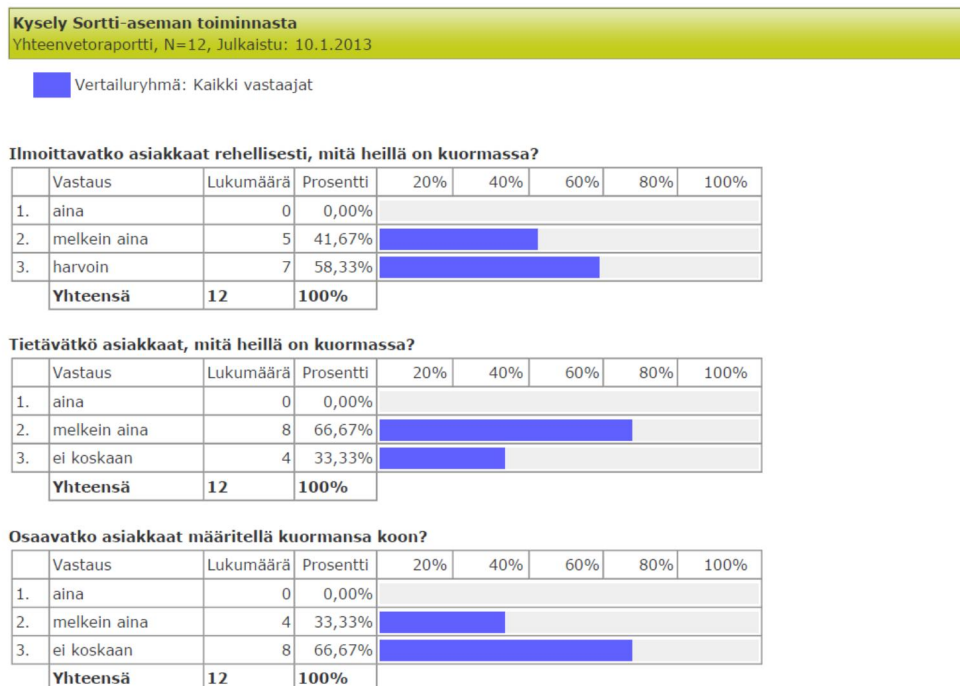 Kysely Sortti-aseman toiminnasta
Yhteenvetoraportti, N=12, Julkaistu: 10.1.2013
Vertailuryhmä: Kaikki vastaajat
Ilmoittavatko asiakkaat rehellisesti, mitä heillä on kuormassa?
Vastaus Lukumäärä Prosentti 20% 40% 60% 80% 100%
1. aina 0 0,00%
2. melkein aina 5 41,67%
3. harvoin 7 58,33%
Yhteensä 12 100%
Tietävätkö asiakkaat, mitä heillä on kuormassa?
Vastaus Lukumäärä Prosentti 20% 40% 60% 80% 100%
1. aina 0 0,00%
2. melkein aina 8 66,67%
3. ei koskaan 4 33,33%
Yhteensä 12 100%
Osaavatko asiakkaat määritellä kuormansa koon?
Vastaus Lukumäärä Prosentti 20% 40% 60% 80% 100%
1. aina 0 0,00%
2. melkein aina 4 33,33%
3. ei koskaan 8 66,67%
Yhteensä 12 100%